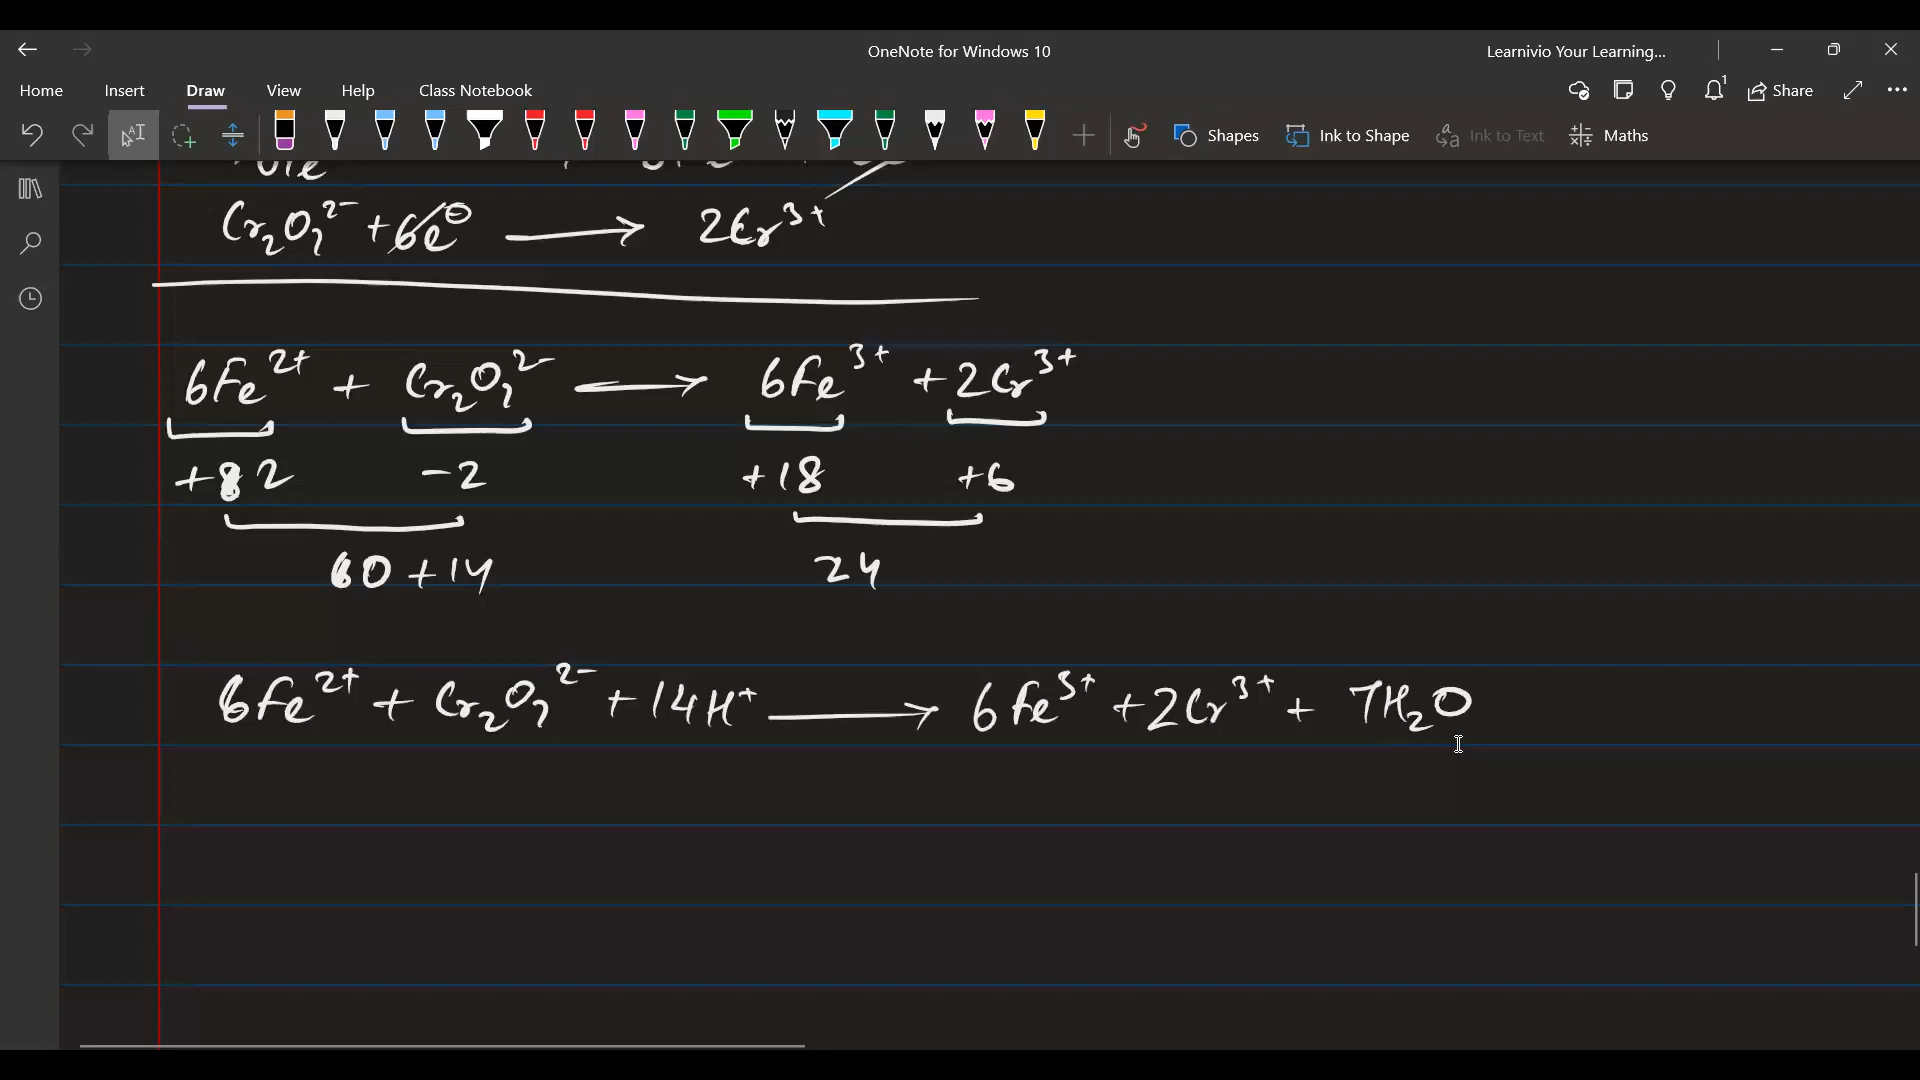 OneNote for Windows 10 Learnivio Your Learning...
Home Insert Draw View Help Class Notebook 1 Share
Shapes Ink to Shape Ink to Text Maths
Cr₂O₇²⁻ + 6e⊖ ⟶ 2Cr³⁺
6Fe²⁺ + Cr₂O₇²⁻ ⟶ 6Fe³⁺ + 2Cr³⁺
+82 -2 +18 +6
60 +14 24
6Fe²⁺ + Cr₂O₇²⁻ + 14H⁺ ⟶ 6Fe³⁺ + 2Cr³⁺ + 7H₂O